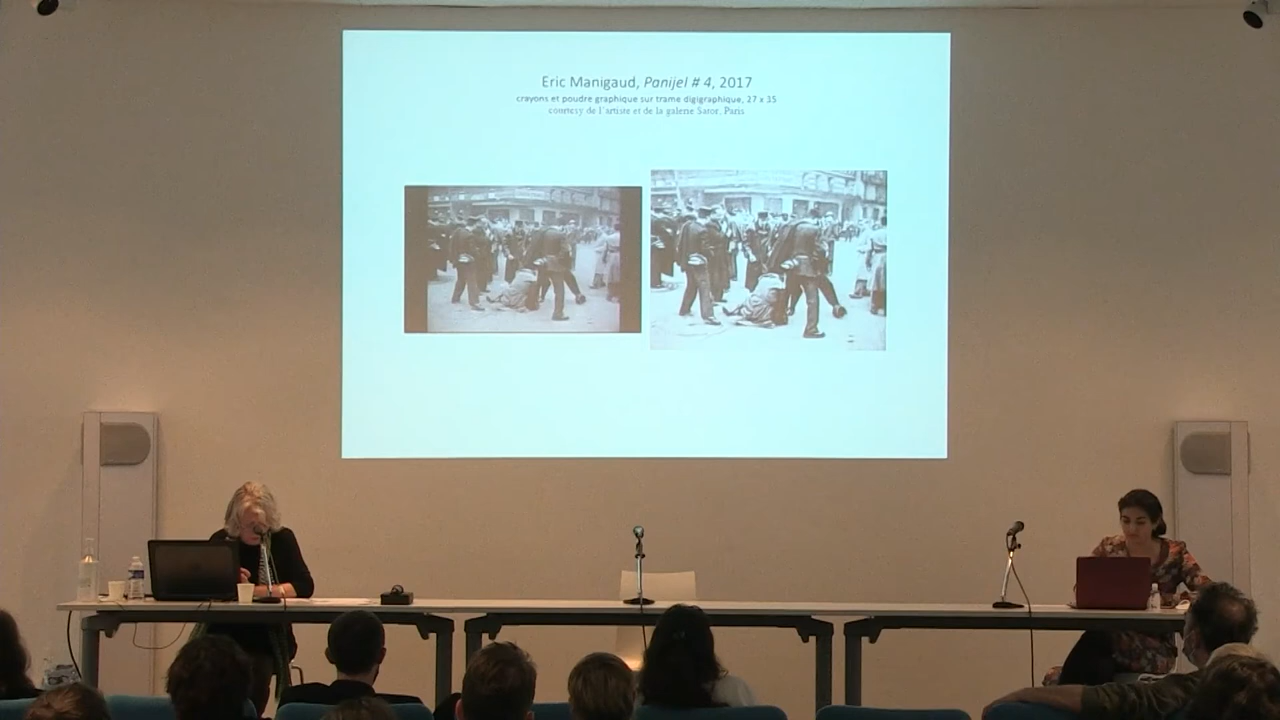 Eric Manigaud, Panijel # 4, 2017
crayons et poudre graphique sur trame digigraphique, 27 x 35
courtesy de l'artiste et de la galerie Sator, Paris